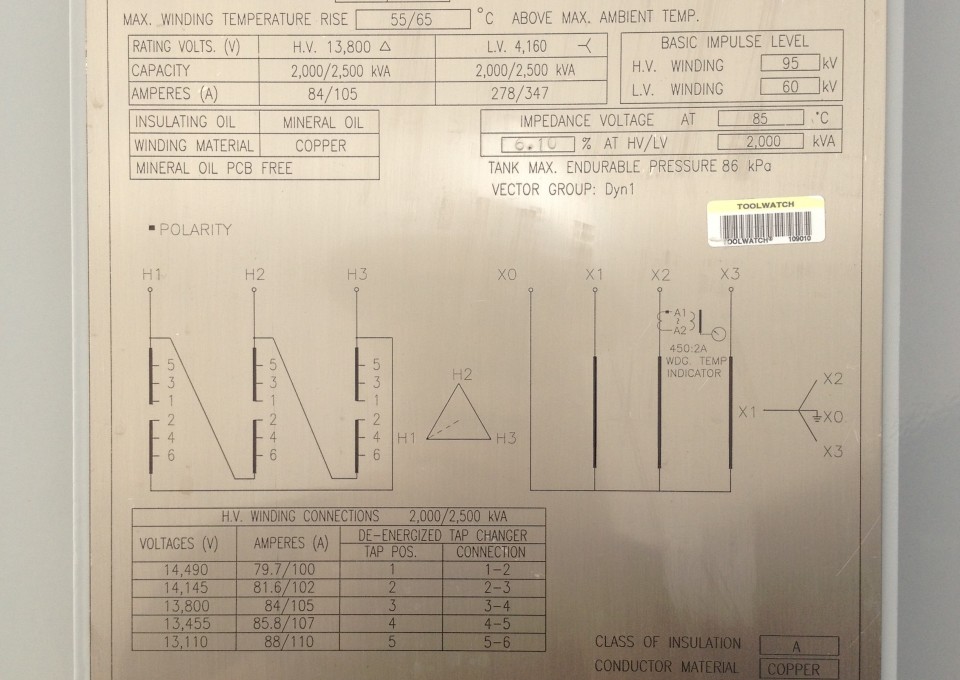 MAX. WINDING TEMPERATURE RISE 55/65 °C ABOVE MAX. AMBIENT TEMP.
RATING VOLTS. (V) H.V. 13,800 △ L.V. 4,160
CAPACITY 2,000/2,500 kVA 2,000/2,500 kVA
AMPERES (A) 84/105 278/347
BASIC IMPULSE LEVEL
H.V. WINDING 95 kV
L.V. WINDING 60 kV
INSULATING OIL MINERAL OIL
WINDING MATERIAL COPPER
MINERAL OIL PCB FREE
IMPEDANCE VOLTAGE AT 85 °C
6.10 % AT HV/LV 2,000 kVA
TANK MAX. ENDURABLE PRESSURE 86 kPa
VECTOR GROUP: Dyn1
TOOLWATCH
TOOLWATCH® 109010
POLARITY
H1 H2 H3 X0 X1 X2 X3
A1
2
A2
450:2A
WDG. TEMP
INDICATOR
5 5 5
3 3 3
1 1 1
2 2 2
4 4 4
6 6 6
H2
H1 H3
X2
X1 X0
X3
H.V. WINDING CONNECTIONS 2,000/2,500 kVA
VOLTAGES (V) AMPERES (A) DE-ENERGIZED TAP CHANGER
TAP POS. CONNECTION
14,490 79.7/100 1 1-2
14,145 81.6/102 2 2-3
13,800 84/105 3 3-4
13,455 85.8/107 4 4-5
13,110 88/110 5 5-6
CLASS OF INSULATION A
CONDUCTOR MATERIAL COPPER